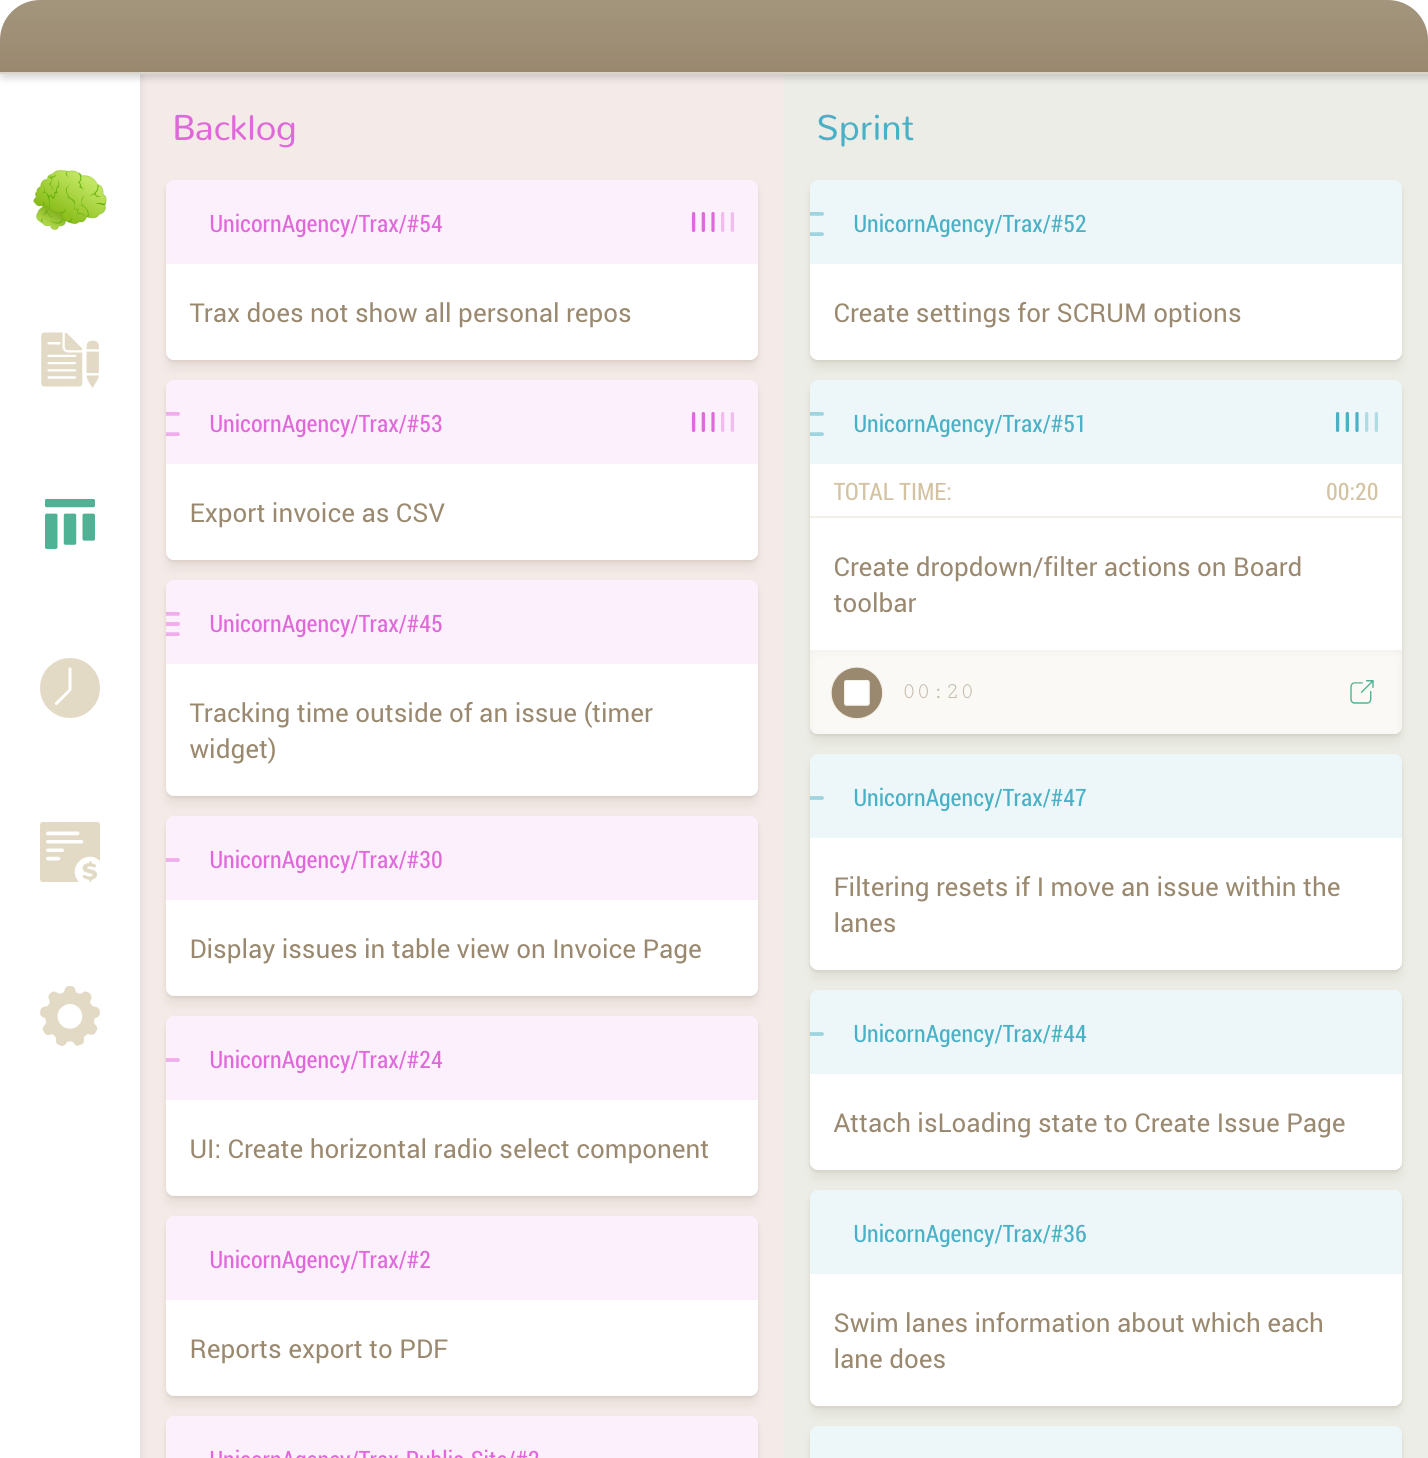 Backlog
UnicornAgency/Trax/#54
Trax does not show all personal repos
UnicornAgency/Trax/#53
Export invoice as CSV
UnicornAgency/Trax/#45
Tracking time outside of an issue (timer
widget)
UnicornAgency/Trax/#30
Display issues in table view on Invoice Page
UnicornAgency/Trax/#24
UI: Create horizontal radio select component
UnicornAgency/Trax/#2
Reports export to PDF
UnicornAgency/Trax-Public-Site/#2
Sprint
UnicornAgency/Trax/#52
Create settings for SCRUM options
UnicornAgency/Trax/#51
TOTAL TIME: 00:20
Create dropdown/filter actions on Board
toolbar
00:20
UnicornAgency/Trax/#47
Filtering resets if I move an issue within the
lanes
UnicornAgency/Trax/#44
Attach isLoading state to Create Issue Page
UnicornAgency/Trax/#36
Swim lanes information about which each
lane does
$